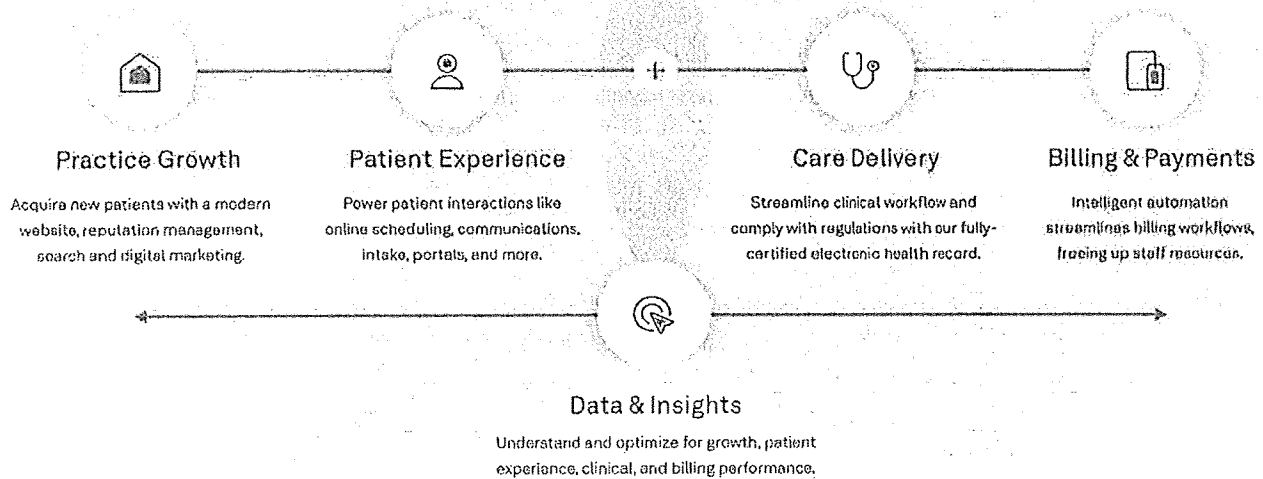 Practice Growth
Acquire new patients with a modern
website, reputation management,
search and digital marketing.
Patient Experience
Power patient interactions like
online scheduling, communications,
intake, portals, and more.
+
Care Delivery
Streamline clinical workflow and
comply with regulations with our fully-
certified electronic health record.
Billing & Payments
Intelligent automation
streamlines billing workflows,
freeing up staff resources.
Data & Insights
Understand and optimize for growth, patient
experience, clinical, and billing performance.